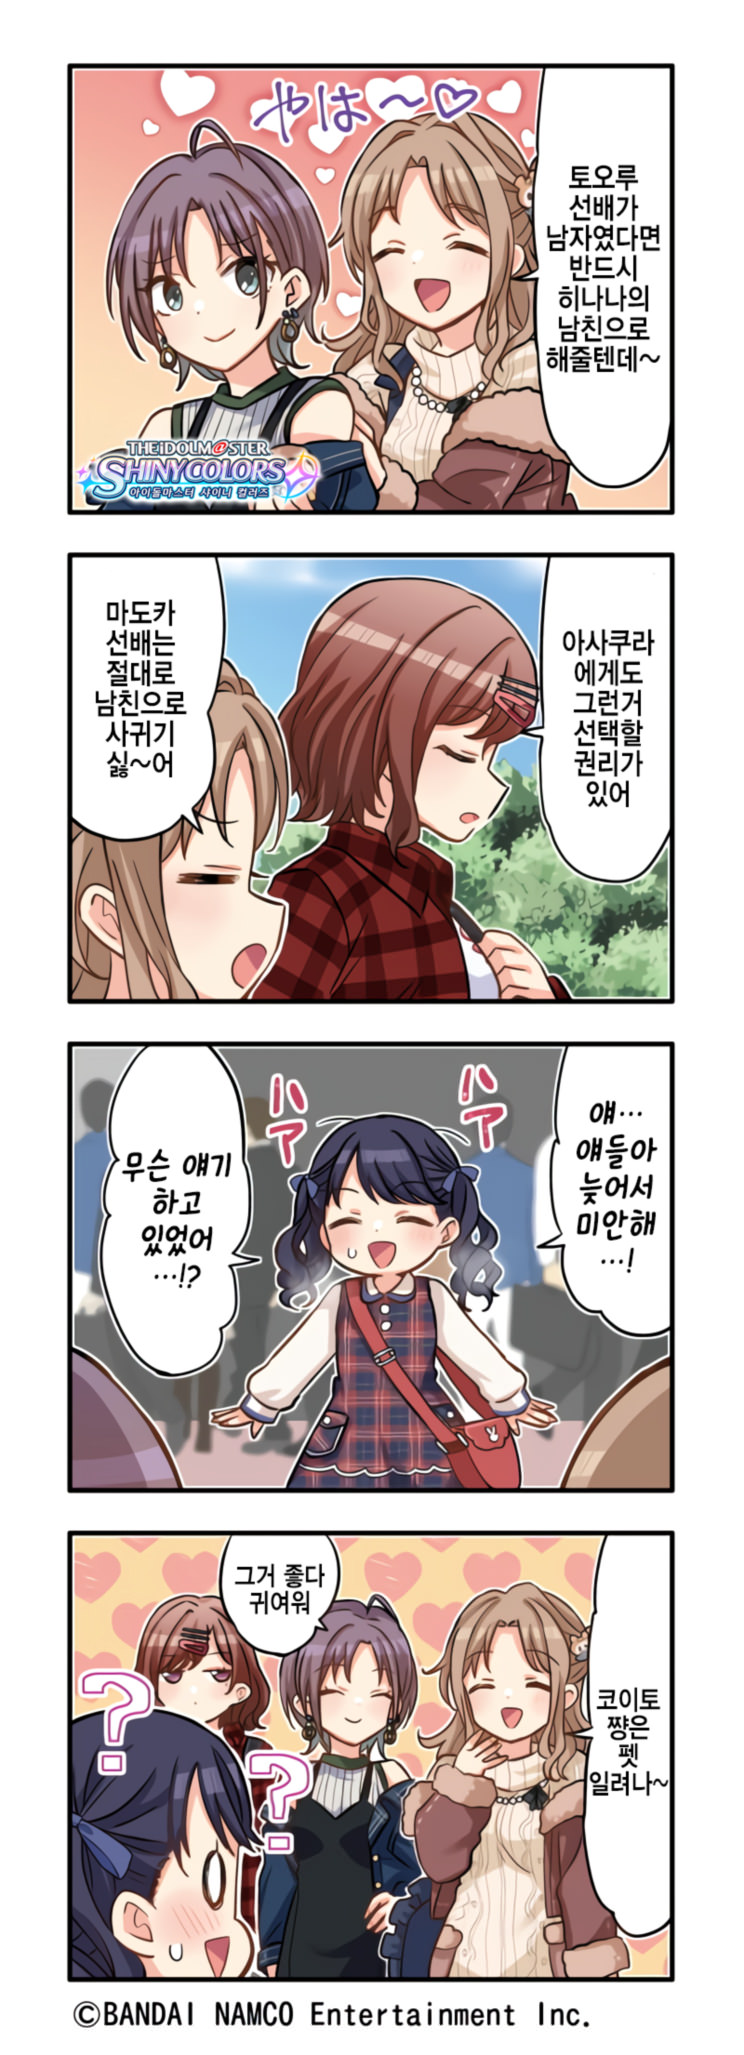 やは～♡
토오루
선배가
남자였다면
반드시
히나나의
남친으로
해줄텐데~
THE iDOLM@STER
SHINYCOLORS
아이돌마스터 샤이니 컬러즈
아사쿠라
에게도
그런거
선택할
권리가
있어
마도카
선배는
절대로
남친으로
사귀기
싫~어
얘…
얘들아
늦어서
미안해
…!
ハア
ハア
무슨 얘기
하고
있었어
…!?
코이토
쨩은
펫
일려나~
그거 좋다
귀여워
?
?
©BANDAI NAMCO Entertainment Inc.